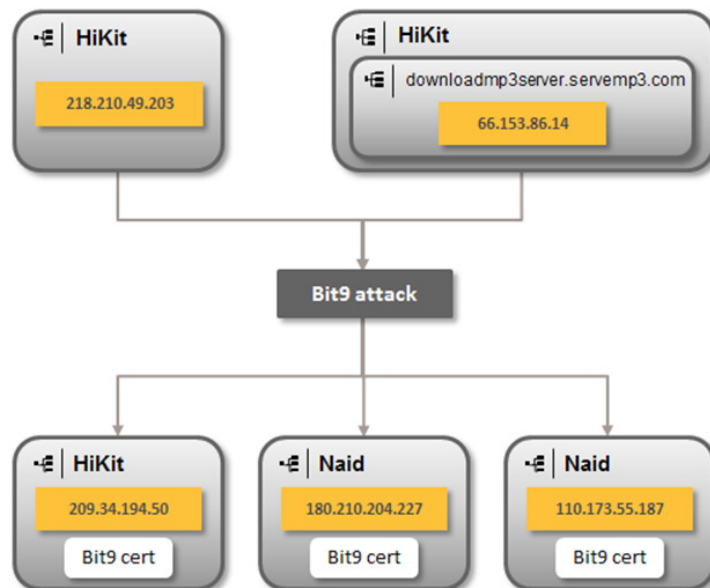 HiKit
218.210.49.203
HiKit
downloadmp3server.servemp3.com
66.153.86.14
Bit9 attack
HiKit
209.34.194.50
Bit9 cert
Naid
180.210.204.227
Bit9 cert
Naid
110.173.55.187
Bit9 cert